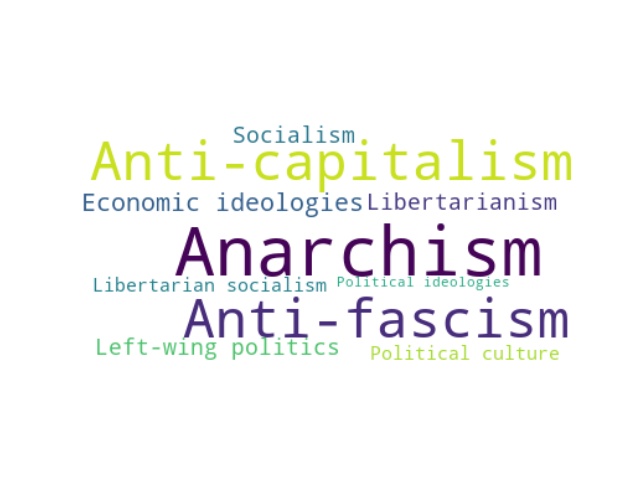 Socialism
Anti-capitalism
Economic ideologies
Libertarianism
Anarchism
Libertarian socialism
Political ideologies
Anti-fascism
Left-wing politics
Political culture